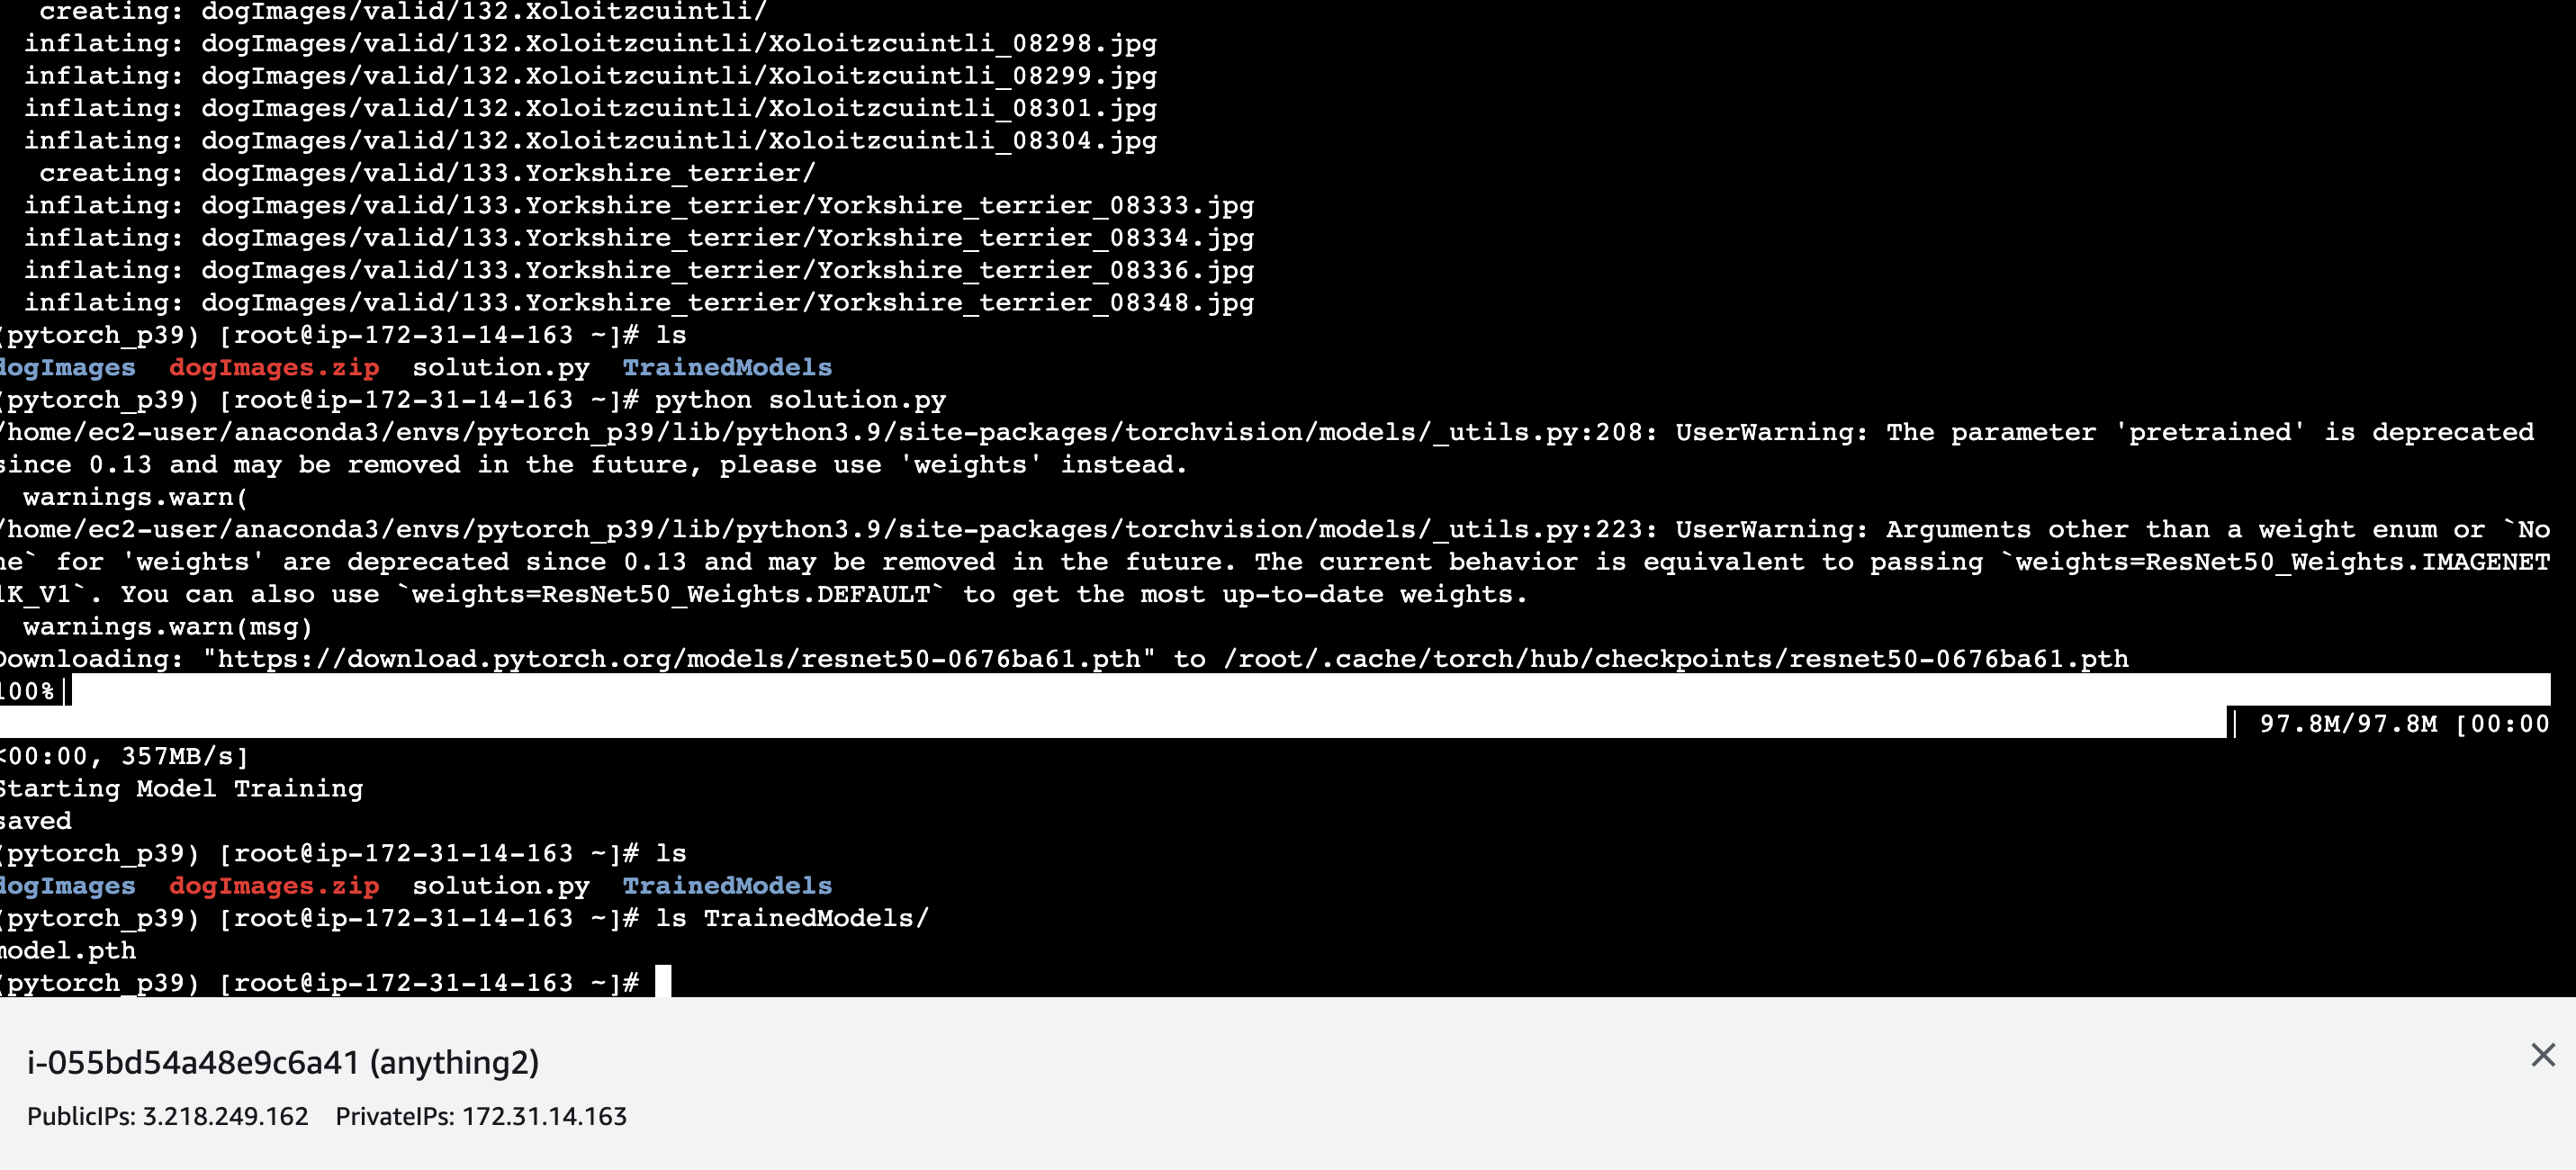 creating: dogImages/valid/132.Xoloitzcuintli/
inflating: dogImages/valid/132.Xoloitzcuintli/Xoloitzcuintli_08298.jpg
inflating: dogImages/valid/132.Xoloitzcuintli/Xoloitzcuintli_08299.jpg
inflating: dogImages/valid/132.Xoloitzcuintli/Xoloitzcuintli_08301.jpg
inflating: dogImages/valid/132.Xoloitzcuintli/Xoloitzcuintli_08304.jpg
creating: dogImages/valid/133.Yorkshire_terrier/
inflating: dogImages/valid/133.Yorkshire_terrier/Yorkshire_terrier_08333.jpg
inflating: dogImages/valid/133.Yorkshire_terrier/Yorkshire_terrier_08334.jpg
inflating: dogImages/valid/133.Yorkshire_terrier/Yorkshire_terrier_08336.jpg
inflating: dogImages/valid/133.Yorkshire_terrier/Yorkshire_terrier_08348.jpg
(pytorch_p39) [root@ip-172-31-14-163 ~]# ls
dogImages dogImages.zip solution.py TrainedModels
(pytorch_p39) [root@ip-172-31-14-163 ~]# python solution.py
/home/ec2-user/anaconda3/envs/pytorch_p39/lib/python3.9/site-packages/torchvision/models/_utils.py:208: UserWarning: The parameter 'pretrained' is deprecated
since 0.13 and may be removed in the future, please use 'weights' instead.
warnings.warn(
/home/ec2-user/anaconda3/envs/pytorch_p39/lib/python3.9/site-packages/torchvision/models/_utils.py:223: UserWarning: Arguments other than a weight enum or `No
ne` for 'weights' are deprecated since 0.13 and may be removed in the future. The current behavior is equivalent to passing `weights=ResNet50_Weights.IMAGENET
1K_V1`. You can also use `weights=ResNet50_Weights.DEFAULT` to get the most up-to-date weights.
warnings.warn(msg)
Downloading: "https://download.pytorch.org/models/resnet50-0676ba61.pth" to /root/.cache/torch/hub/checkpoints/resnet50-0676ba61.pth
100%|
| 97.8M/97.8M [00:00
<00:00, 357MB/s]
Starting Model Training
saved
(pytorch_p39) [root@ip-172-31-14-163 ~]# ls
dogImages dogImages.zip solution.py TrainedModels
(pytorch_p39) [root@ip-172-31-14-163 ~]# ls TrainedModels/
model.pth
(pytorch_p39) [root@ip-172-31-14-163 ~]#
i-055bd54a48e9c6a41 (anything2)
PublicIPs: 3.218.249.162 PrivateIPs: 172.31.14.163